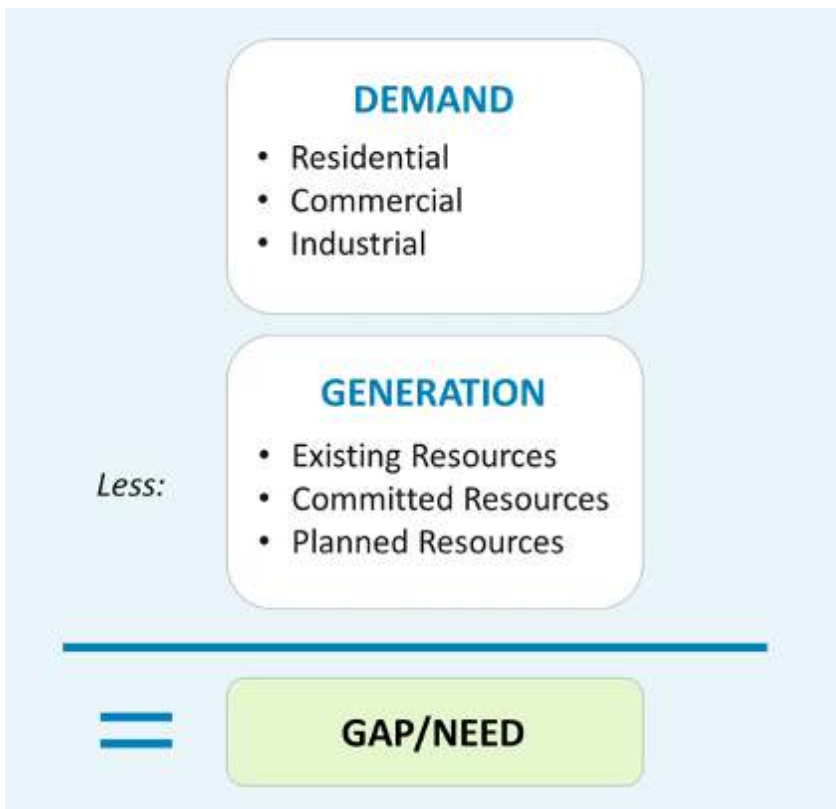 DEMAND
• Residential
• Commercial
• Industrial
GENERATION
Less:
• Existing Resources
• Committed Resources
• Planned Resources
=
GAP/NEED